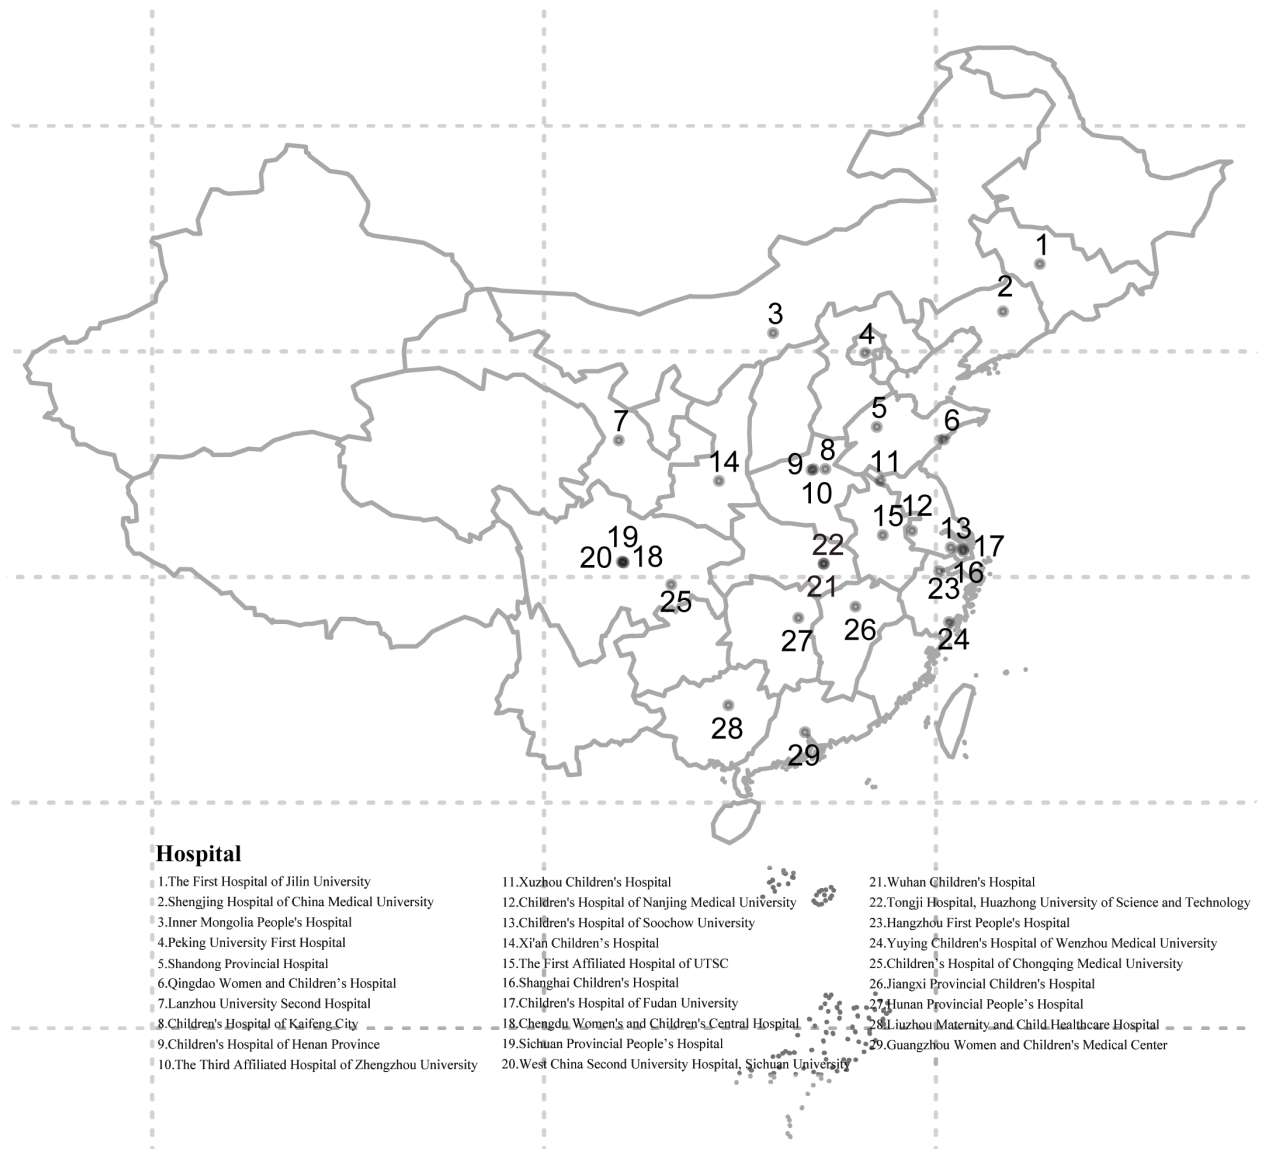 1
2
3
4
5
6
7
8
9
10
11
14
12
15
13
17
22
19
20
18
16
21
23
25
26
24
27
28
29
Hospital
1.The First Hospital of Jilin University
2.Shengjing Hospital of China Medical University
3.Inner Mongolia People's Hospital
4.Peking University First Hospital
5.Shandong Provincial Hospital
6.Qingdao Women and Children’s Hospital
7.Lanzhou University Second Hospital
8.Children's Hospital of Kaifeng City
9.Children's Hospital of Henan Province
10.The Third Affiliated Hospital of Zhengzhou University
11.Xuzhou Children's Hospital
12.Children's Hospital of Nanjing Medical University
13.Children's Hospital of Soochow University
14.Xi'an Children’s Hospital
15.The First Affiliated Hospital of UTSC
16.Shanghai Children's Hospital
17.Children's Hospital of Fudan University
18.Chengdu Women's and Children's Central Hospital
19.Sichuan Provincial People’s Hospital
20.West China Second University Hospital, Sichuan University
21.Wuhan Children's Hospital
22.Tongji Hospital, Huazhong University of Science and Technology
23.Hangzhou First People's Hospital
24.Yuying Children's Hospital of Wenzhou Medical University
25.Children’s Hospital of Chongqing Medical University
26.Jiangxi Provincial Children's Hospital
27.Hunan Provincial People’s Hospital
28.Liuzhou Maternity and Child Healthcare Hospital
29.Guangzhou Women and Children's Medical Center